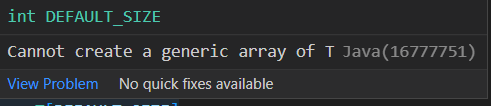 int DEFAULT_SIZE
Cannot create a generic array of T Java(16777751)
View Problem No quick fixes available